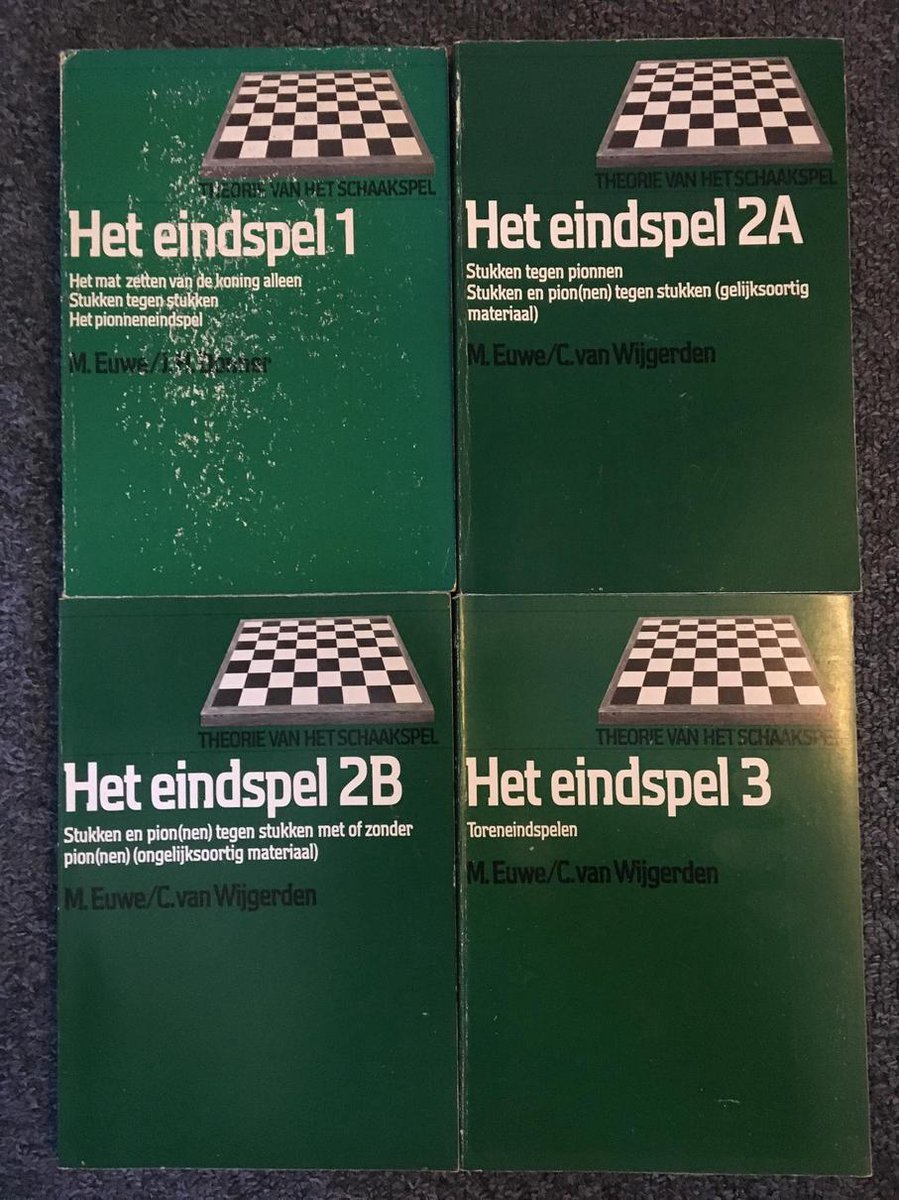 THEORIE VAN HET SCHAAKSPEL
Het eindspel 1
Het mat zetten van de koning alleen
Stukken tegen stukken
Het pionneneindspel
M. Euwe/J.H. Donner
THEORIE VAN HET SCHAAKSPEL
Het eindspel 2A
Stukken tegen pionnen
Stukken en pion(nen) tegen stukken (gelijksoortig
materiaal)
M. Euwe/C. van Wijgerden
THEORIE VAN HET SCHAAKSPEL
Het eindspel 2B
Stukken en pion(nen) tegen stukken met of zonder
pion(nen) (ongelijksoortig materiaal)
M. Euwe/C. van Wijgerden
THEORIE VAN HET SCHAAKSPEL
Het eindspel 3
Toreneindspelen
M. Euwe/C. van Wijgerden